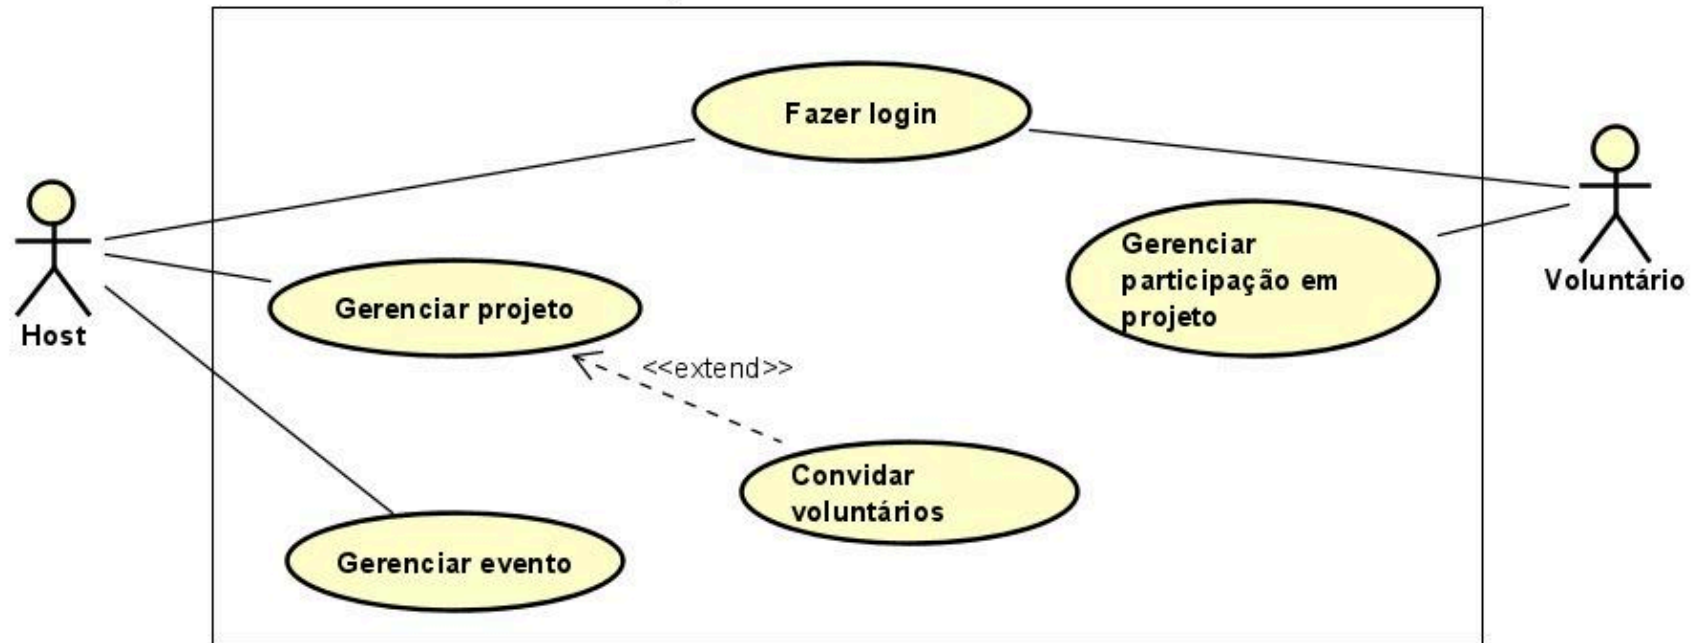 Fazer login
Gerenciar
participação em
projeto
Voluntário
Gerenciar projeto
Host
<<extend>>
Convidar
voluntários
Gerenciar evento